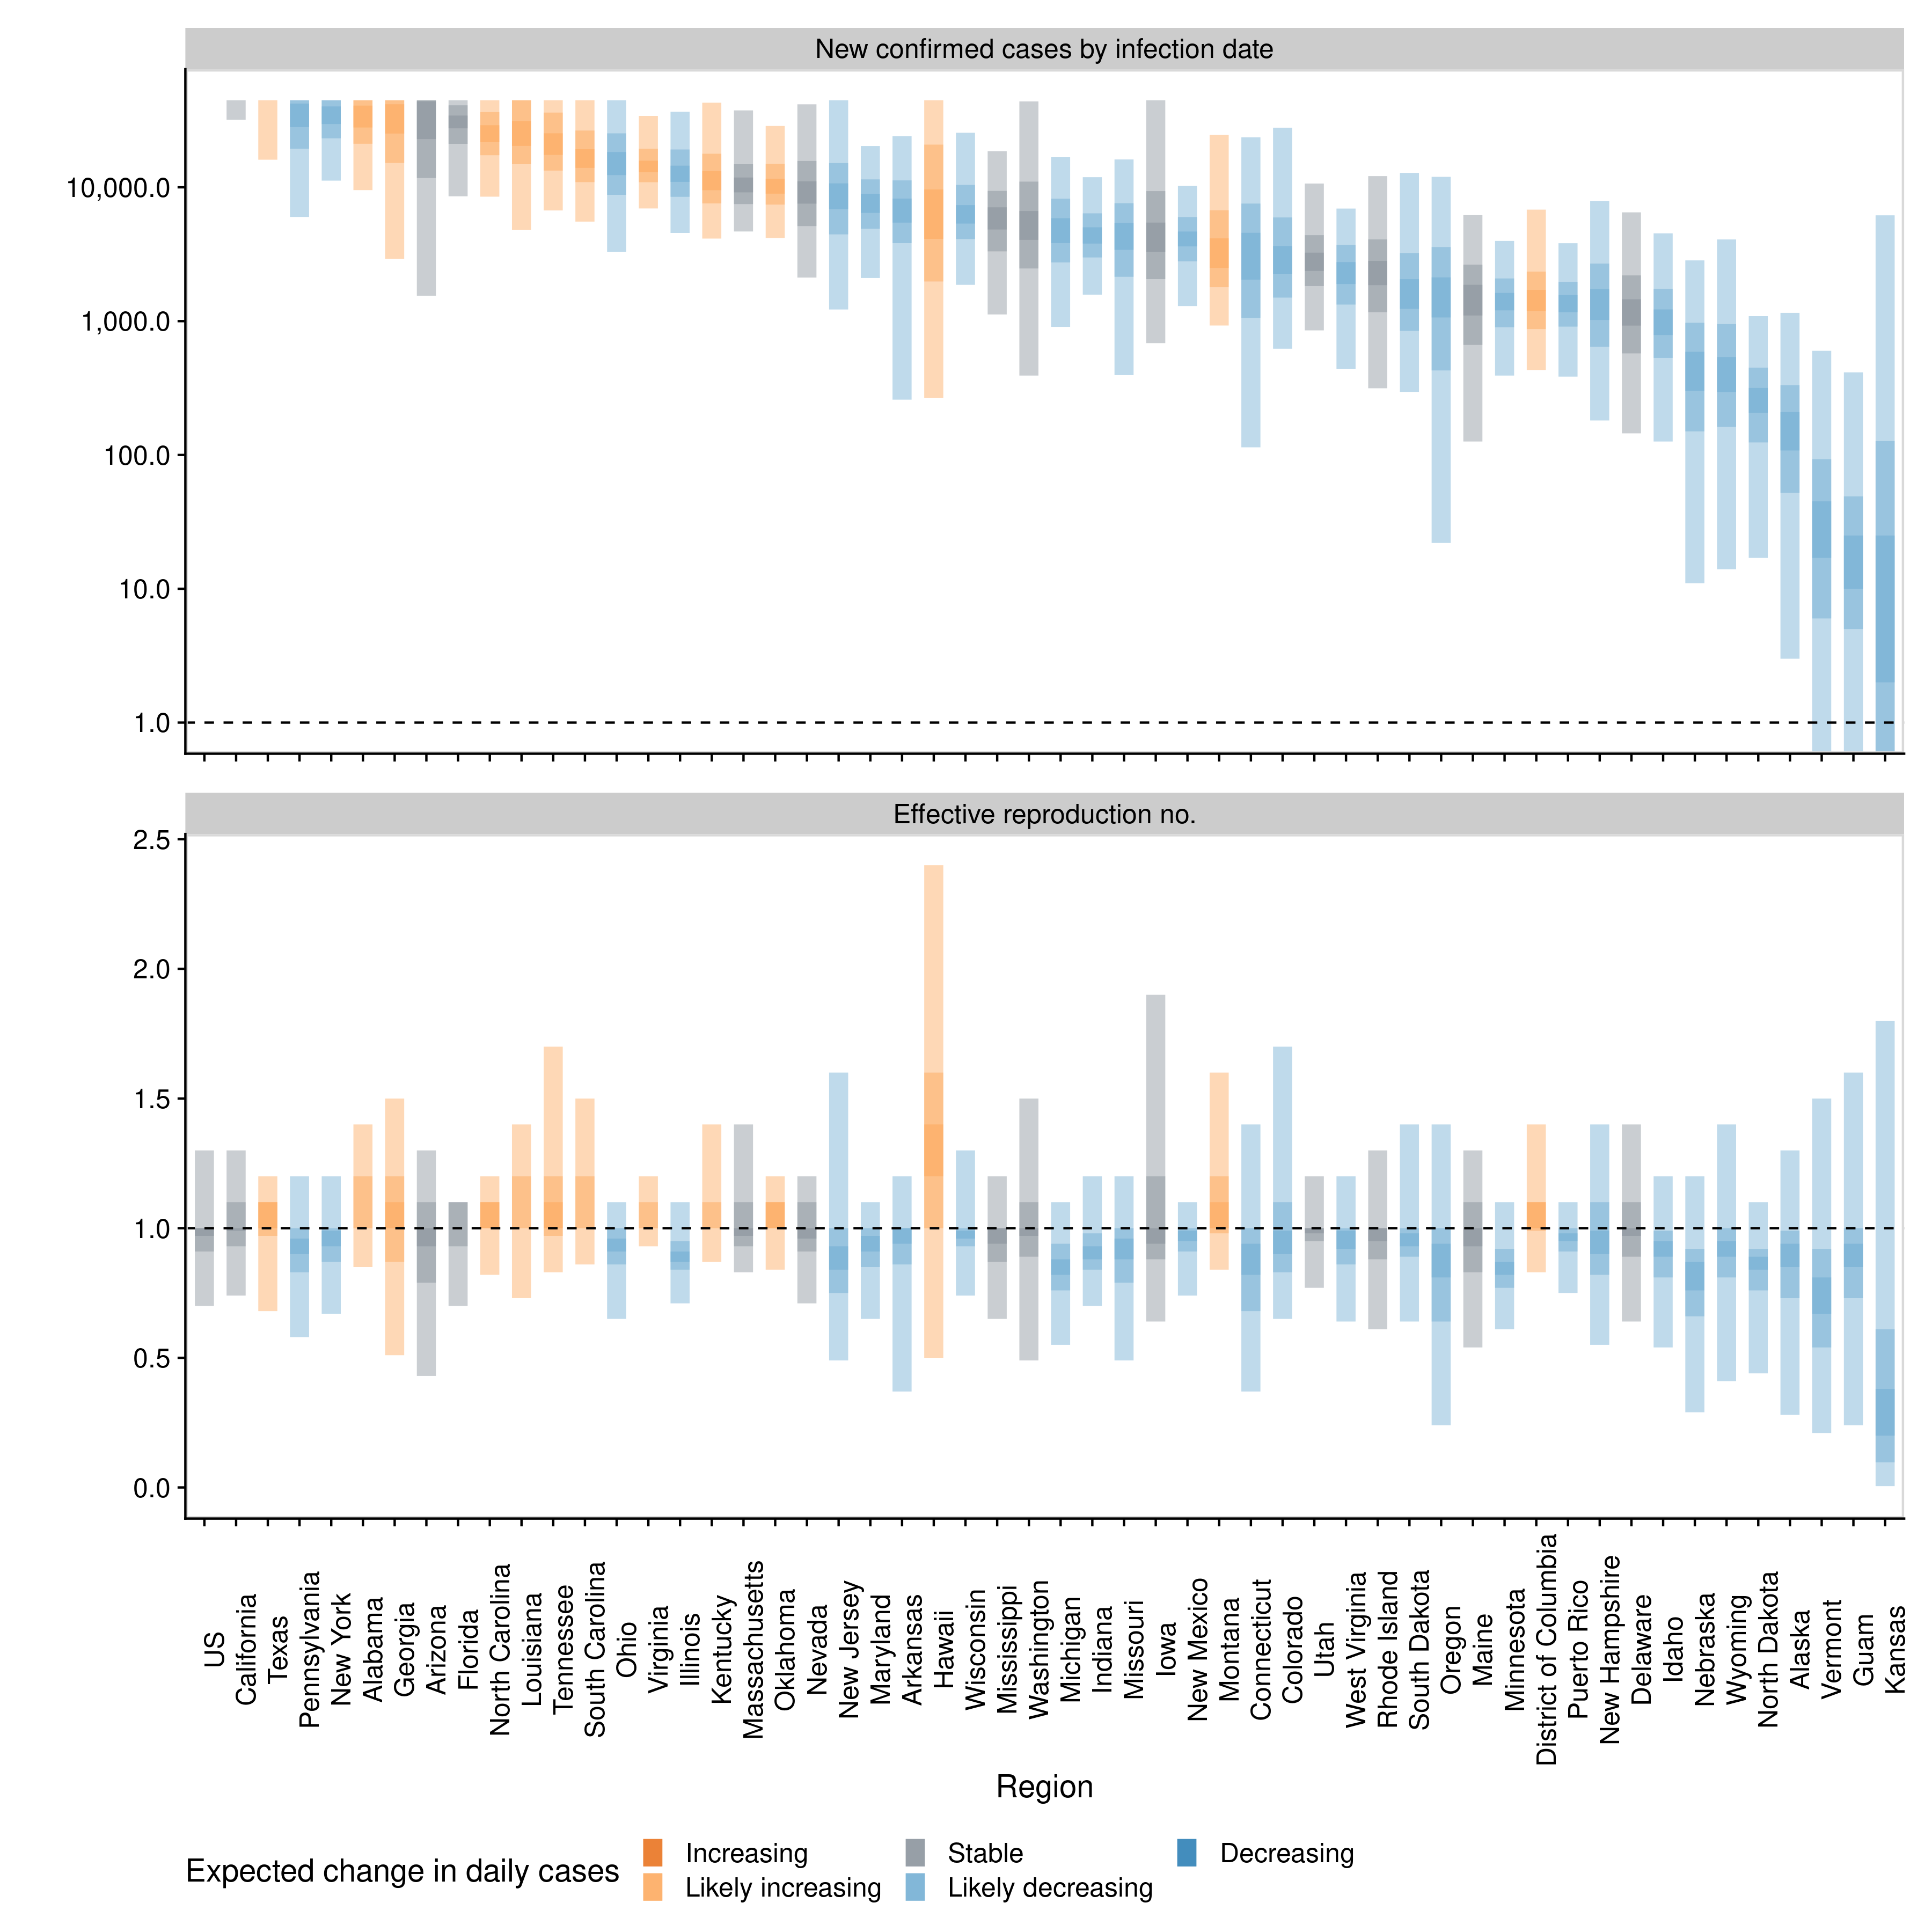 New confirmed cases by infection date
10,000.0
1,000.0
100.0
10.0
1.0
Effective reproduction no.
2.5
2.0
1.5
1.0
0.5
0.0
US
California
Texas
Pennsylvania
New York
Alabama
Georgia
Arizona
Florida
North Carolina
Louisiana
Tennessee
South Carolina
Ohio
Virginia
Illinois
Kentucky
Massachusetts
Oklahoma
Nevada
New Jersey
Maryland
Arkansas
Hawaii
Wisconsin
Mississippi
Washington
Michigan
Indiana
Missouri
Iowa
New Mexico
Montana
Connecticut
Colorado
Utah
West Virginia
Rhode Island
South Dakota
Oregon
Maine
Minnesota
District of Columbia
Puerto Rico
New Hampshire
Delaware
Idaho
Nebraska
Wyoming
North Dakota
Alaska
Vermont
Guam
Kansas
Region
Expected change in daily cases
Increasing
Likely increasing
Stable
Likely decreasing
Decreasing